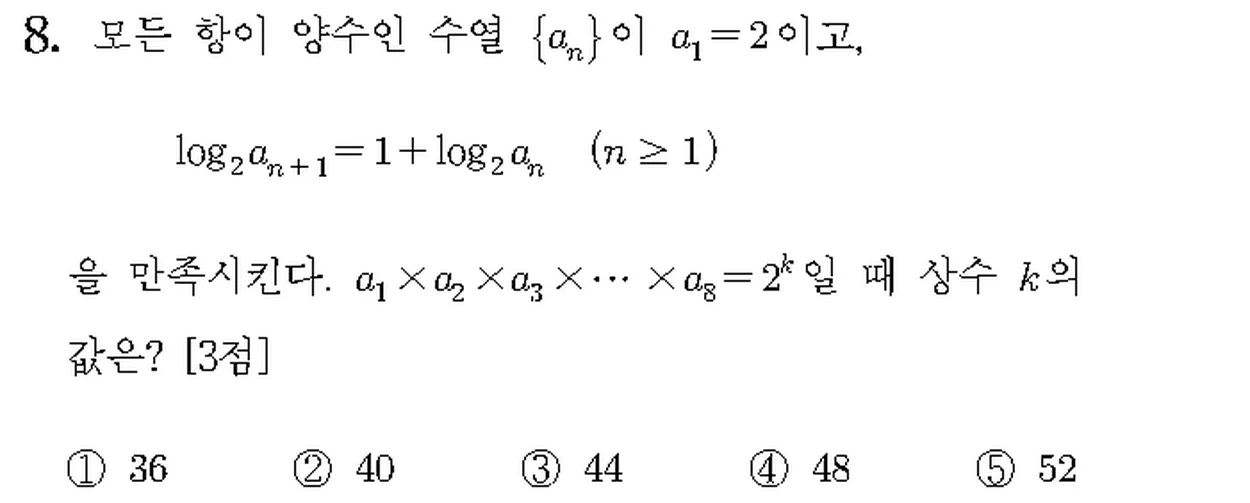 8. 모든 항이 양수인 수열 {aₙ}이 a₁=2이고,
log₂aₙ₊₁=1+log₂aₙ (n ≥ 1)
을 만족시킨다. a₁×a₂×a₃×⋯×a₈=2ᵏ일 때 상수 k의
값은? [3점]
① 36 ② 40 ③ 44 ④ 48 ⑤ 52